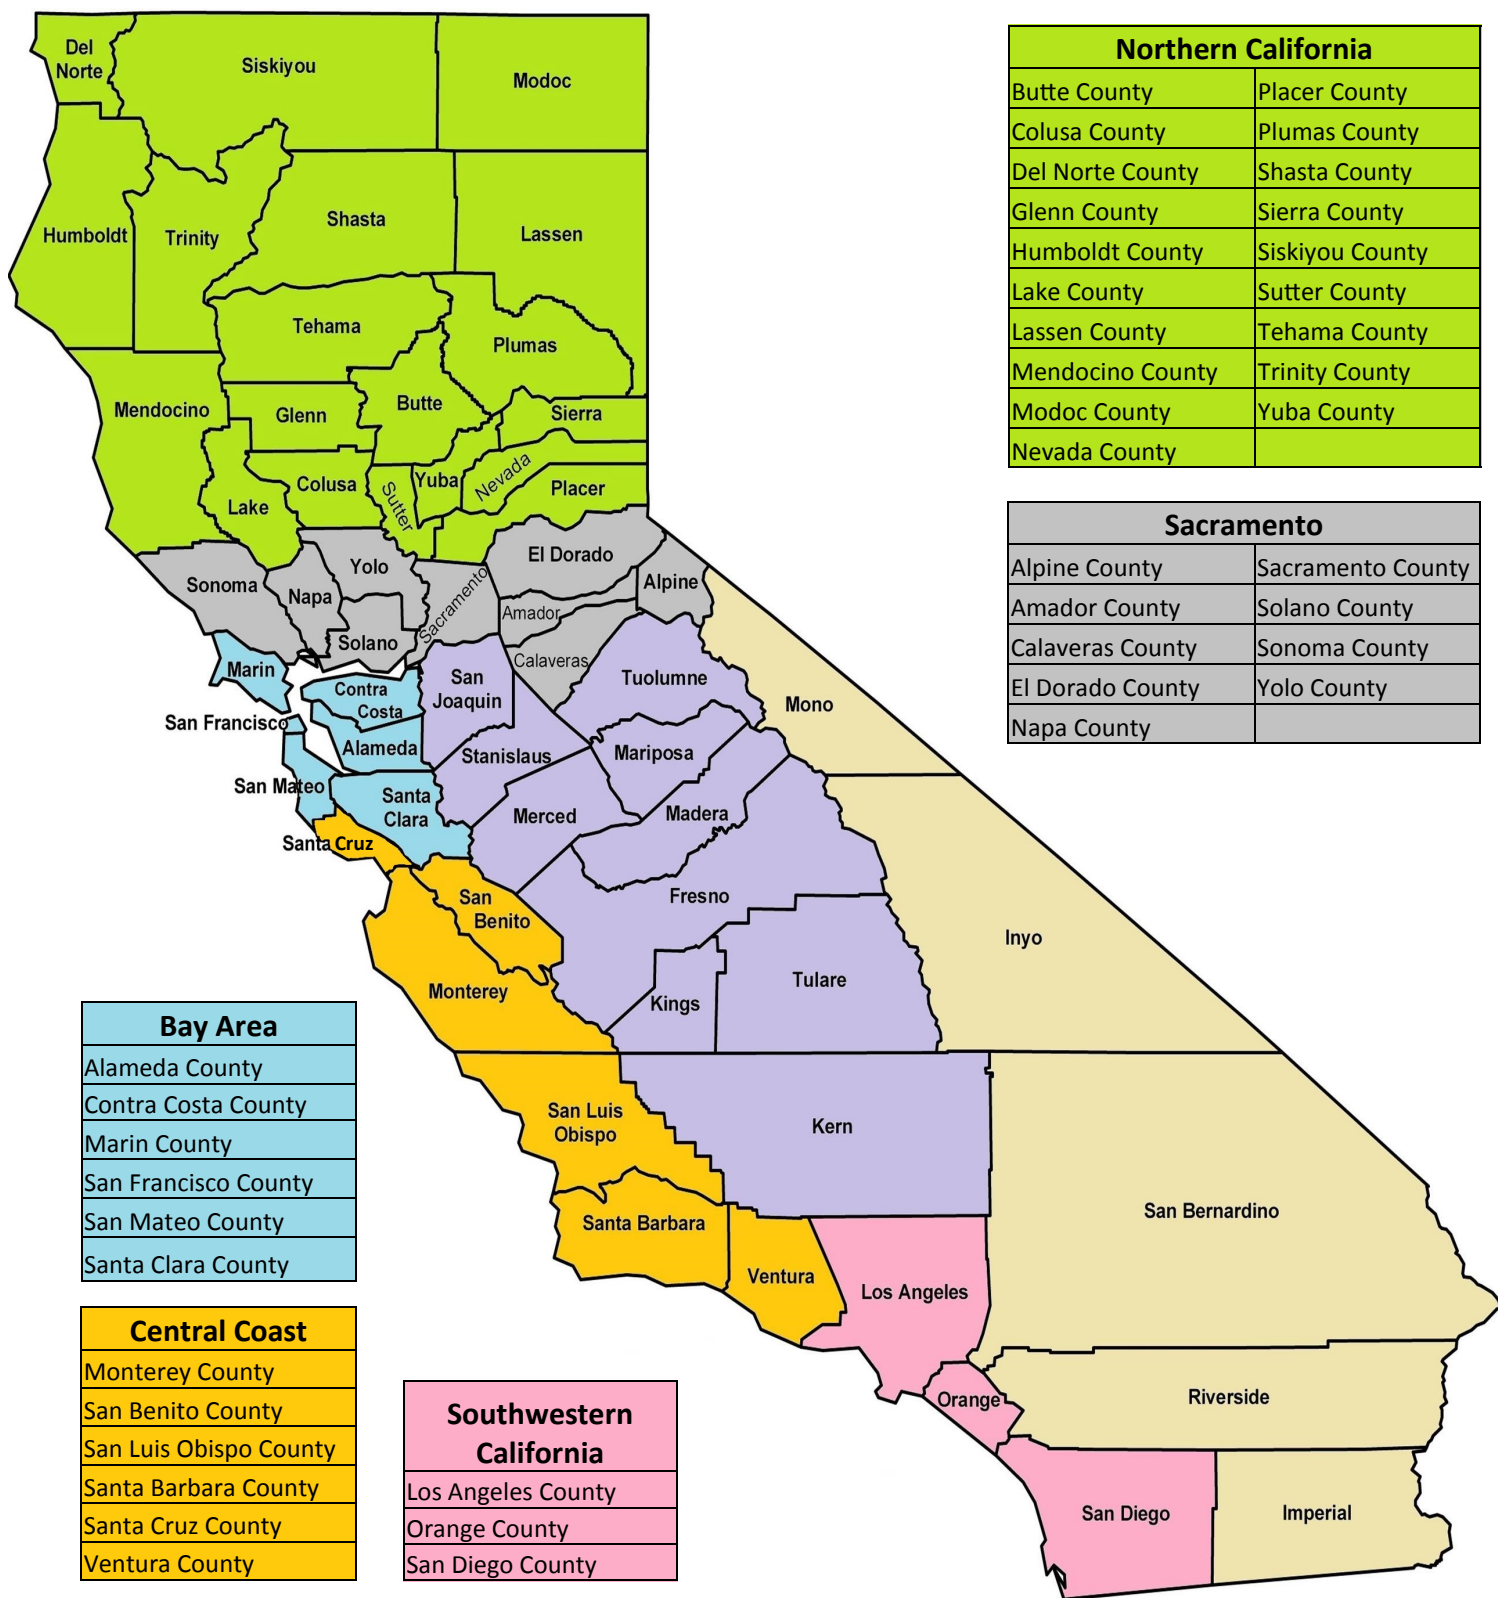 Del
Norte
Siskiyou
Modoc
Humboldt
Trinity
Shasta
Lassen
Tehama
Plumas
Mendocino
Glenn
Butte
Sierra
Lake
Colusa
Sutter
Yuba
Nevada
Placer
Sonoma
Napa
Yolo
Solano
Sacramento
El Dorado
Amador
Alpine
Calaveras
Marin
Contra
Costa
San
Joaquin
Tuolumne
Mono
San Francisco
Alameda
Stanislaus
Mariposa
San Mateo
Santa
Clara
Merced
Madera
Santa Cruz
San
Benito
Fresno
Inyo
Monterey
Kings
Tulare
San Luis
Obispo
Kern
San Bernardino
Santa Barbara
Ventura
Los Angeles
Orange
Riverside
San Diego
Imperial
Northern California
Butte County Placer County
Colusa County Plumas County
Del Norte County Shasta County
Glenn County Sierra County
Humboldt County Siskiyou County
Lake County Sutter County
Lassen County Tehama County
Mendocino County Trinity County
Modoc County Yuba County
Nevada County
Sacramento
Alpine County Sacramento County
Amador County Solano County
Calaveras County Sonoma County
El Dorado County Yolo County
Napa County
Bay Area
Alameda County
Contra Costa County
Marin County
San Francisco County
San Mateo County
Santa Clara County
Central Coast
Monterey County
San Benito County
San Luis Obispo County
Santa Barbara County
Santa Cruz County
Ventura County
Southwestern
California
Los Angeles County
Orange County
San Diego County